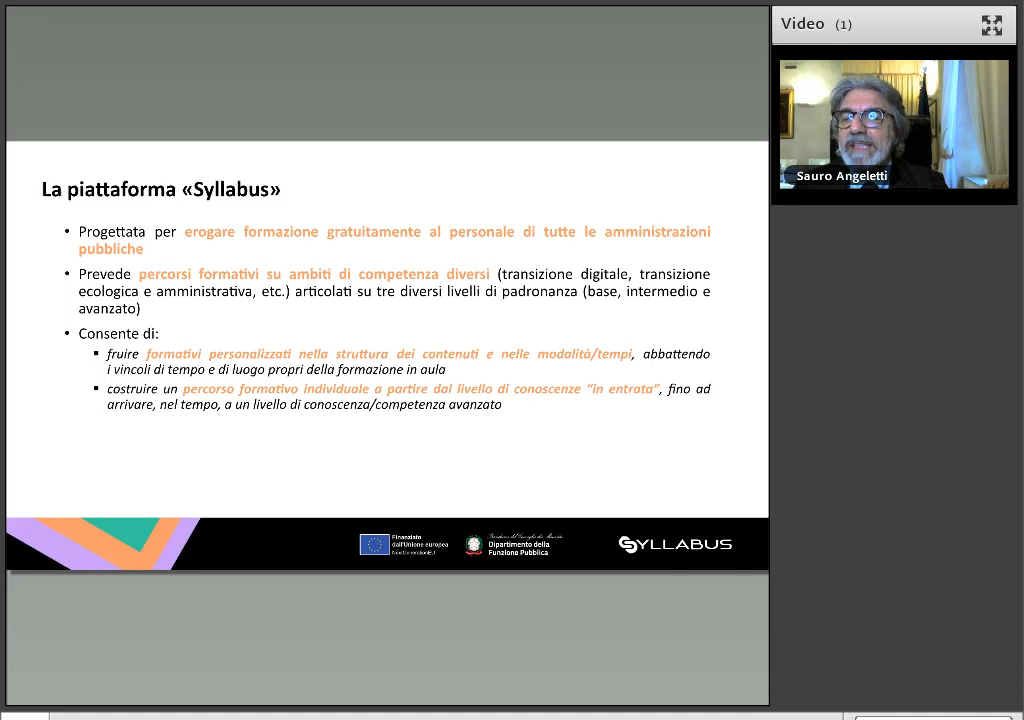 Video (1)
Sauro Angeletti
La piattaforma «Syllabus»
• Progettata per erogare formazione gratuitamente al personale di tutte le amministrazioni
pubbliche
• Prevede percorsi formativi su ambiti di competenza diversi (transizione digitale, transizione
ecologica e amministrativa, etc.) articolati su tre diversi livelli di padronanza (base, intermedio e
avanzato)
• Consente di:
▪ fruire formativi personalizzati nella struttura dei contenuti e nelle modalità/tempi, abbattendo
i vincoli di tempo e di luogo propri della formazione in aula
▪ costruire un percorso formativo individuale a partire dal livello di conoscenze “in entrata”, fino ad
arrivare, nel tempo, a un livello di conoscenza/competenza avanzato
Finanziato
dall'Unione europea
NextGenerationEU
Presidenza del Consiglio dei Ministri
Dipartimento della
Funzione Pubblica
SYLLABUS